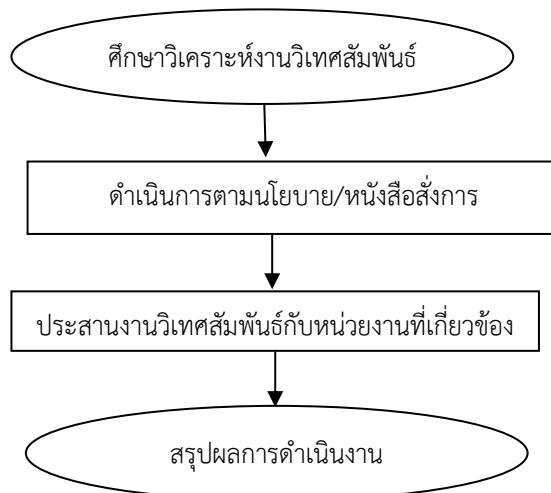 ศึกษาวิเคราะห์งานวิเทศสัมพันธ์
ดำเนินการตามนโยบาย/หนังสือสั่งการ
ประสานงานวิเทศสัมพันธ์กับหน่วยงานที่เกี่ยวข้อง
สรุปผลการดำเนินงาน